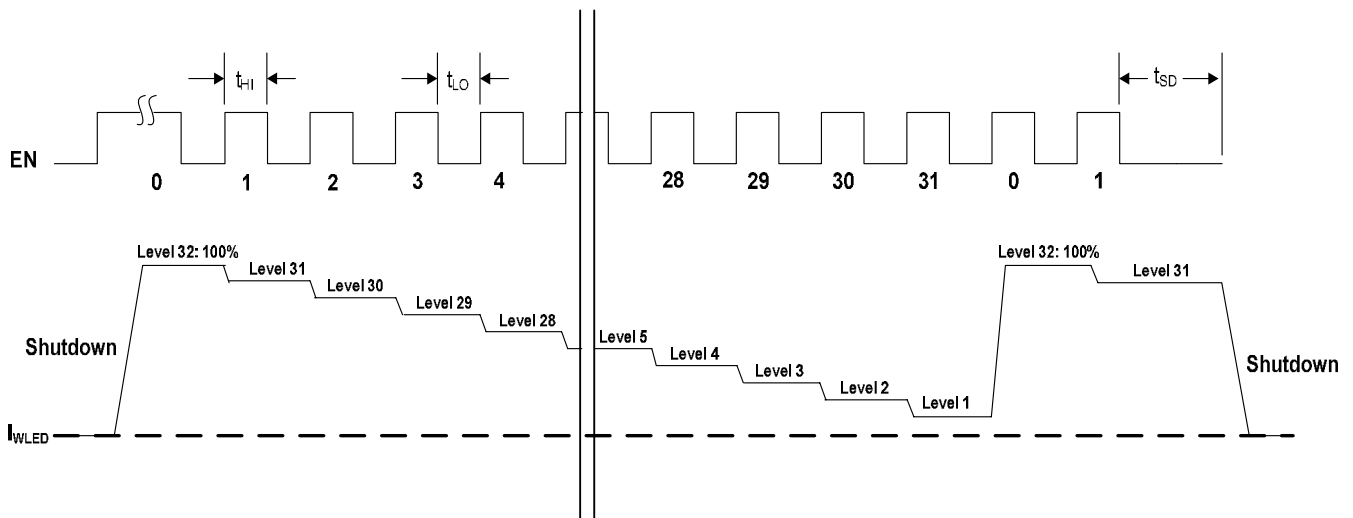 tHI
tLO
tSD
EN
0 1 2 3 4 28 29 30 31 0 1
Level 32: 100%
Level 31
Level 30
Level 29
Level 28
Level 5
Level 4
Level 3
Level 2
Level 1
Level 32: 100%
Level 31
Shutdown
Shutdown
IWLED